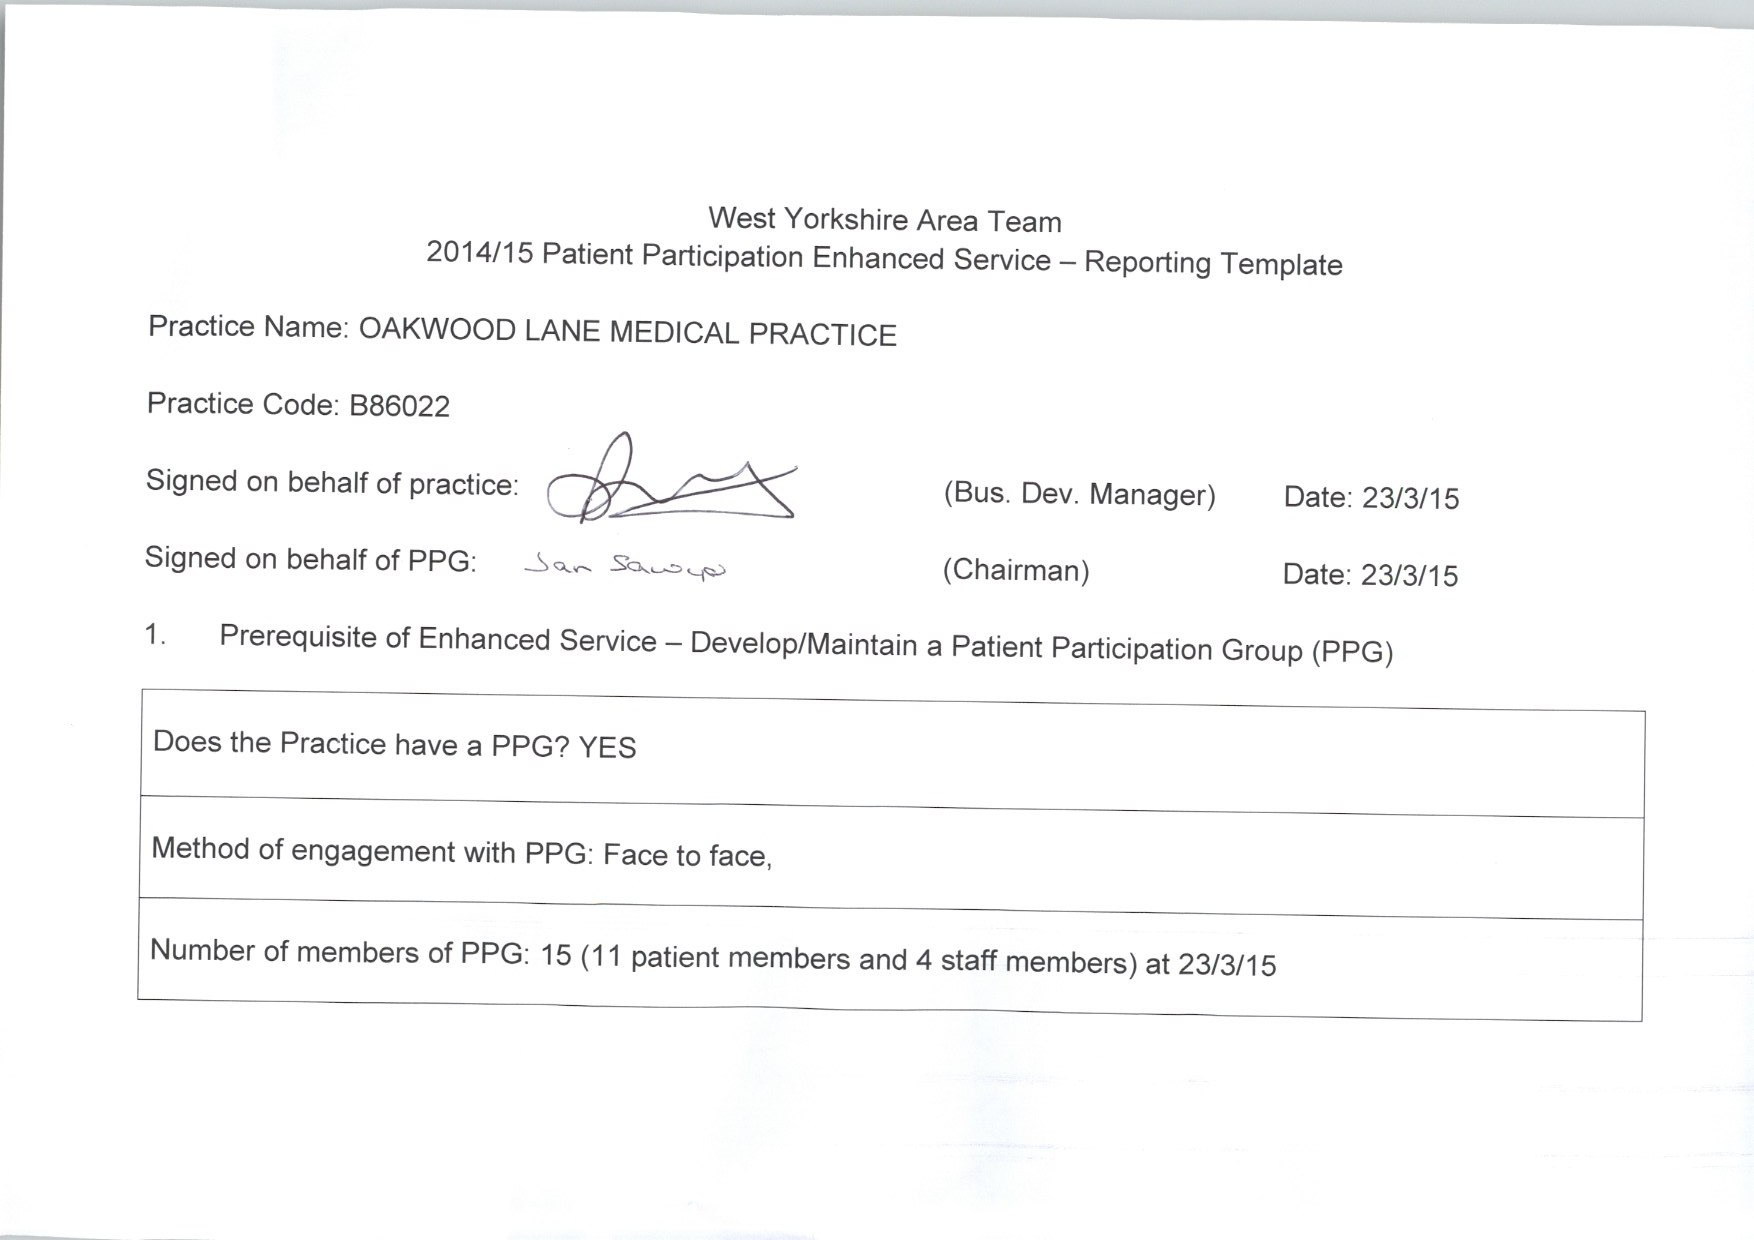 West Yorkshire Area Team
2014/15 Patient Participation Enhanced Service – Reporting Template
Practice Name: OAKWOOD LANE MEDICAL PRACTICE
Practice Code: B86022
Signed on behalf of practice: (Bus. Dev. Manager) Date: 23/3/15
Signed on behalf of PPG: Jan (Chairman) Date: 23/3/15
1. Prerequisite of Enhanced Service – Develop/Maintain a Patient Participation Group (PPG)
Does the Practice have a PPG? YES
Method of engagement with PPG: Face to face,
Number of members of PPG: 15 (11 patient members and 4 staff members) at 23/3/15